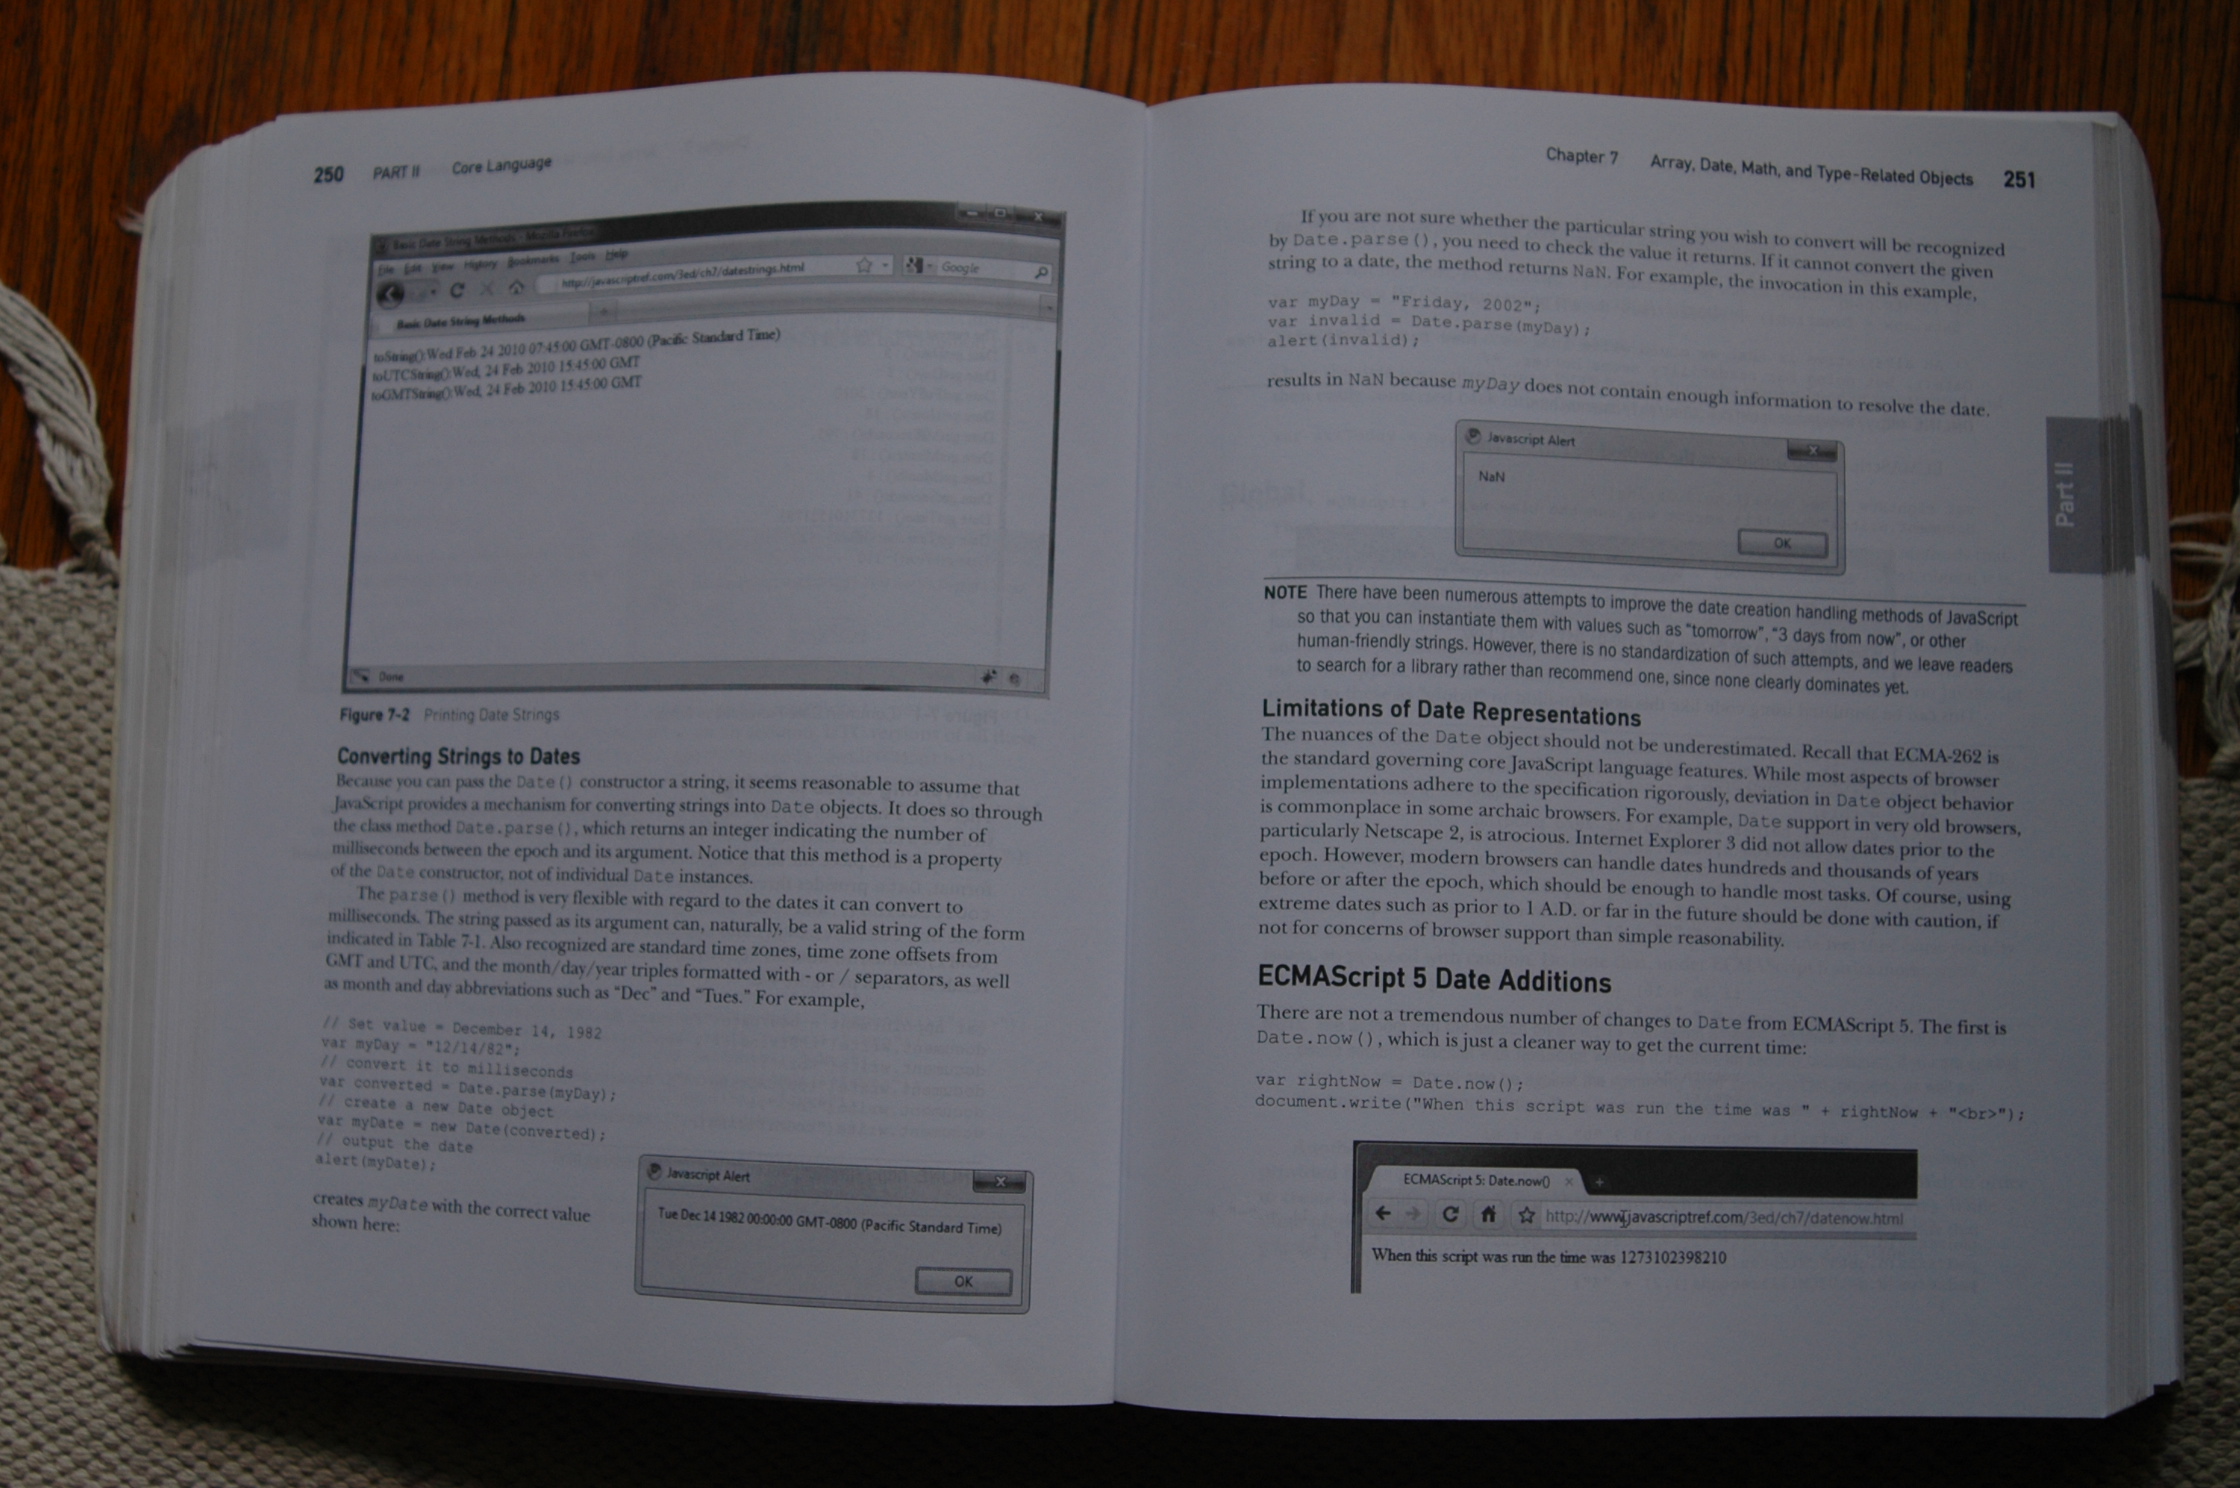 250 PART II Core Language
Basic Date String Methods - Mozilla Firefox
File Edit View History Bookmarks Tools Help
http://javascriptref.com/3ed/ch7/datestrings.html
Google
Basic Date String Methods
toString():Wed Feb 24 2010 07:45:00 GMT-0800 (Pacific Standard Time)
toUTCString():Wed, 24 Feb 2010 15:45:00 GMT
toGMTString():Wed, 24 Feb 2010 15:45:00 GMT
Done
Figure 7-2 Printing Date Strings
Converting Strings to Dates
Because you can pass the Date() constructor a string, it seems reasonable to assume that
JavaScript provides a mechanism for converting strings into Date objects. It does so through
the class method Date.parse(), which returns an integer indicating the number of
milliseconds between the epoch and its argument. Notice that this method is a property
of the Date constructor, not of individual Date instances.
The parse() method is very flexible with regard to the dates it can convert to
milliseconds. The string passed as its argument can, naturally, be a valid string of the form
indicated in Table 7-1. Also recognized are standard time zones, time zone offsets from
GMT and UTC, and the month/day/year triples formatted with - or / separators, as well
as month and day abbreviations such as "Dec" and "Tues." For example,
// Set value = December 14, 1982
var myDay = "12/14/82";
// convert it to milliseconds
var converted = Date.parse(myDay);
// create a new Date object
var myDate = new Date(converted);
// output the date
alert(myDate);
creates myDate with the correct value
shown here:
Javascript Alert
x
Tue Dec 14 1982 00:00:00 GMT-0800 (Pacific Standard Time)
OK
Chapter 7 Array, Date, Math, and Type-Related Objects 251
If you are not sure whether the particular string you wish to convert will be recognized
by Date.parse(), you need to check the value it returns. If it cannot convert the given
string to a date, the method returns NaN. For example, the invocation in this example,
var myDay = "Friday, 2002";
var invalid = Date.parse(myDay);
alert(invalid);
results in NaN because myDay does not contain enough information to resolve the date.
Part II
Javascript Alert
x
NaN
OK
NOTE There have been numerous attempts to improve the date creation handling methods of JavaScript
so that you can instantiate them with values such as "tomorrow", "3 days from now", or other
human-friendly strings. However, there is no standardization of such attempts, and we leave readers
to search for a library rather than recommend one, since none clearly dominates yet.
Limitations of Date Representations
The nuances of the Date object should not be underestimated. Recall that ECMA-262 is
the standard governing core JavaScript language features. While most aspects of browser
implementations adhere to the specification rigorously, deviation in Date object behavior
is commonplace in some archaic browsers. For example, Date support in very old browsers,
particularly Netscape 2, is atrocious. Internet Explorer 3 did not allow dates prior to the
epoch. However, modern browsers can handle dates hundreds and thousands of years
before or after the epoch, which should be enough to handle most tasks. Of course, using
extreme dates such as prior to 1 A.D. or far in the future should be done with caution, if
not for concerns of browser support than simple reasonability.
ECMAScript 5 Date Additions
There are not a tremendous number of changes to Date from ECMAScript 5. The first is
Date.now(), which is just a cleaner way to get the current time:
var rightNow = Date.now();
document.write("When this script was run the time was " + rightNow + "<br>");
ECMAScript 5: Date.now() x +
http://www.javascriptref.com/3ed/ch7/datenow.html
When this script was run the time was 1273102398210